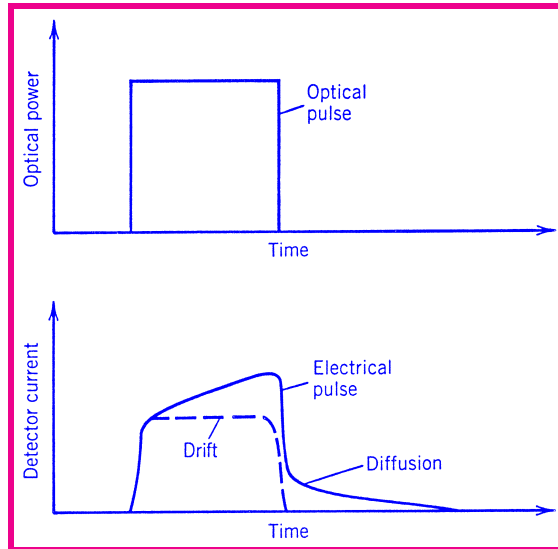 Optical power
Optical
pulse
Time
Detector current
Electrical
pulse
Drift
Diffusion
Time